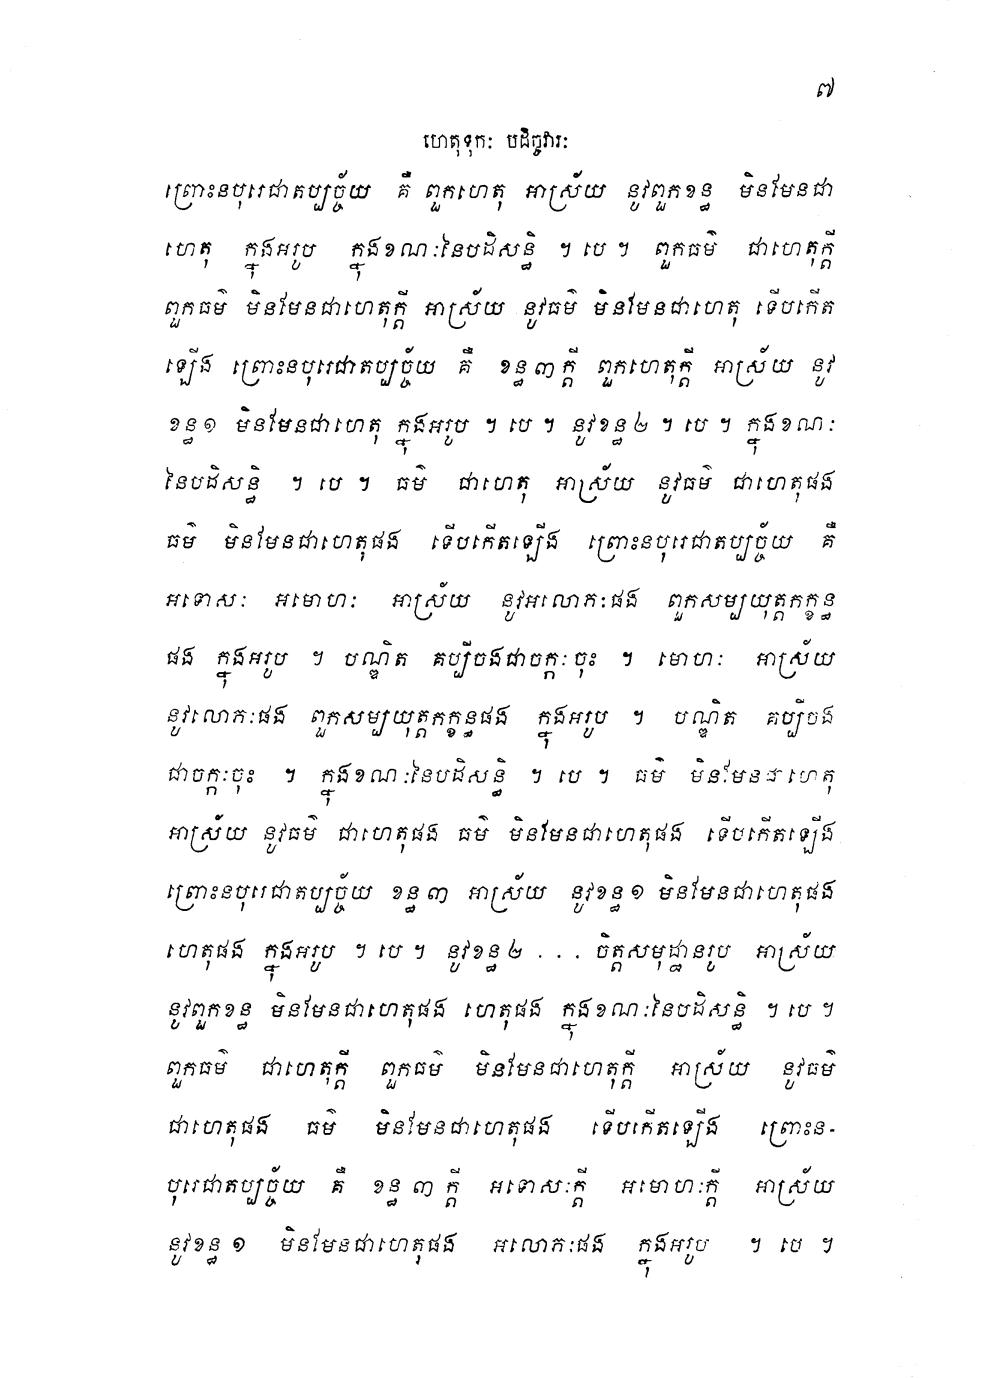 ៧
ហេតុទុកៈ បដិច្ចវារៈ
ព្រោះនបុរេជាតប្បច្ច័យ គឺ ពួកហេតុ អាស្រ័យ នូវពួកខន្ធ មិនមែនជា
ហេតុ ក្នុងអរូប ក្នុងខណៈនៃបដិសន្ធិ ។ បេ ។ ពួកធម៌ ជាហេតុក្តី
ពួកធម៌ មិនមែនជាហេតុក្តី អាស្រ័យ នូវធម៌ មិនមែនជាហេតុ ទើបកើត
ឡើង ព្រោះនបុរេជាតប្បច្ច័យ គឺ ខន្ធ៣ក្តី ពួកហេតុក្តី អាស្រ័យ នូវ
ខន្ធ១ មិនមែនជាហេតុ ក្នុងអរូប ។ បេ ។ នូវខន្ធ២ ។ បេ ។ ក្នុងខណៈ
នៃបដិសន្ធិ ។ បេ ។ ធម៌ ជាហេតុ អាស្រ័យ នូវធម៌ ជាហេតុផង
ធម៌ មិនមែនជាហេតុផង ទើបកើតឡើង ព្រោះនបុរេជាតប្បច្ច័យ គឺ
អទោសៈ អមោហៈ អាស្រ័យ នូវអលោភៈផង ពួកសម្បយុត្តកក្ខន្ធ
ផង ក្នុងអរូប ។ បណ្ឌិត គប្បីចងជាចក្កៈចុះ ។ មោហៈ អាស្រ័យ
នូវលោភៈផង ពួកសម្បយុត្តកក្ខន្ធផង ក្នុងអរូប ។ បណ្ឌិត គប្បីចង
ជាចក្កៈចុះ ។ ក្នុងខណៈនៃបដិសន្ធិ ។ បេ ។ ធម៌ មិនមែនជាហេតុ
អាស្រ័យ នូវធម៌ ជាហេតុផង ធម៌ មិនមែនជាហេតុផង ទើបកើតឡើង
ព្រោះនបុរេជាតប្បច្ច័យ ខន្ធ៣ អាស្រ័យ នូវខន្ធ១ មិនមែនជាហេតុផង
ហេតុផង ក្នុងអរូប ។ បេ ។ នូវខន្ធ២ . . . ចិត្តសមុដ្ឋានរូប អាស្រ័យ
នូវពួកខន្ធ មិនមែនជាហេតុផង ហេតុផង ក្នុងខណៈនៃបដិសន្ធិ ។ បេ ។
ពួកធម៌ ជាហេតុក្តី ពួកធម៌ មិនមែនជាហេតុក្តី អាស្រ័យ នូវធម៌
ជាហេតុផង ធម៌ មិនមែនជាហេតុផង ទើបកើតឡើង ព្រោះន-
បុរេជាតប្បច្ច័យ គឺ ខន្ធ៣ក្តី អទោសៈក្តី អមោហៈក្តី អាស្រ័យ
នូវខន្ធ១ មិនមែនជាហេតុផង អលោភៈផង ក្នុងអរូប ។ បេ ។